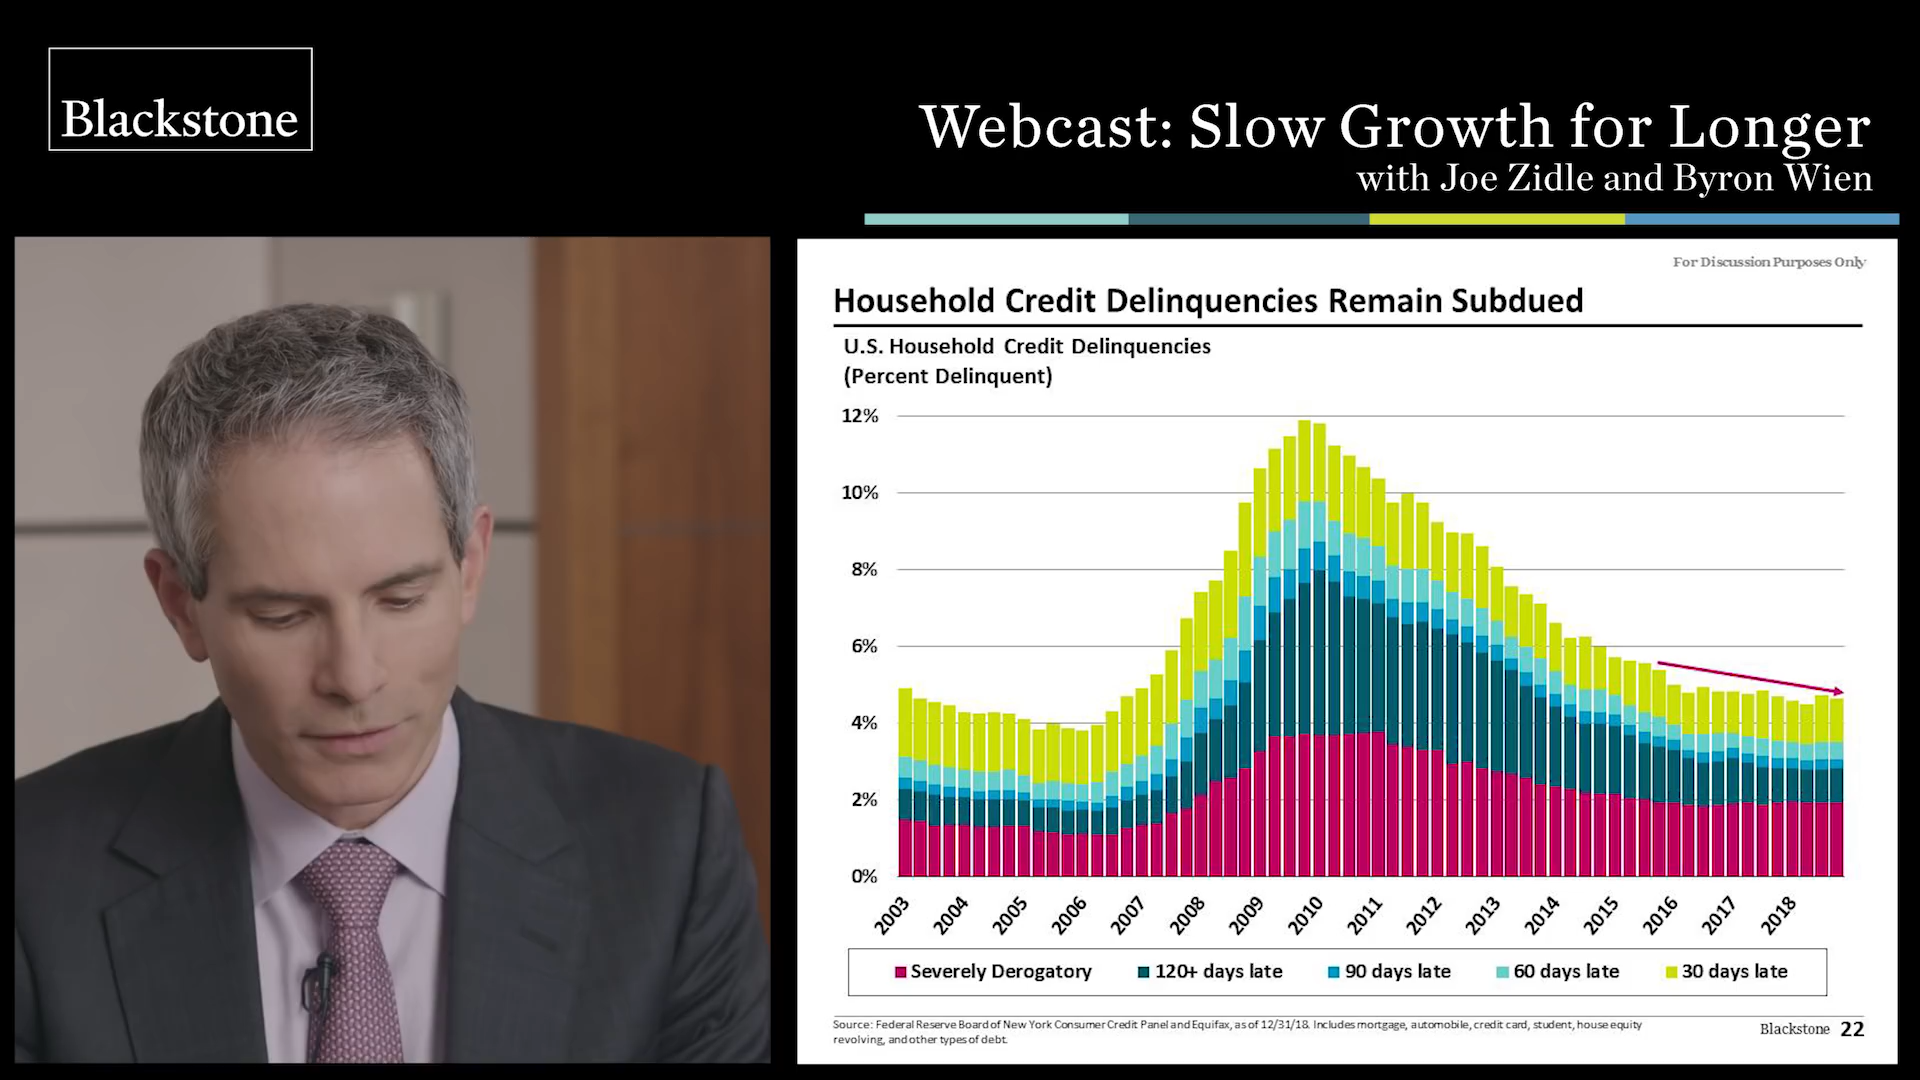 Blackstone
Webcast: Slow Growth for Longer
with Joe Zidle and Byron Wien
For Discussion Purposes Only
Household Credit Delinquencies Remain Subdued
U.S. Household Credit Delinquencies
(Percent Delinquent)
12%
10%
8%
6%
4%
2%
0%
2003 2004 2005 2006 2007 2008 2009 2010 2011 2012 2013 2014 2015 2016 2017 2018
Severely Derogatory 120+ days late 90 days late 60 days late 30 days late
Source: Federal Reserve Board of New York Consumer Credit Panel and Equifax, as of 12/31/18. Includes mortgage, automobile, credit card, student, house equity
revolving, and other types of debt.
Blackstone 22